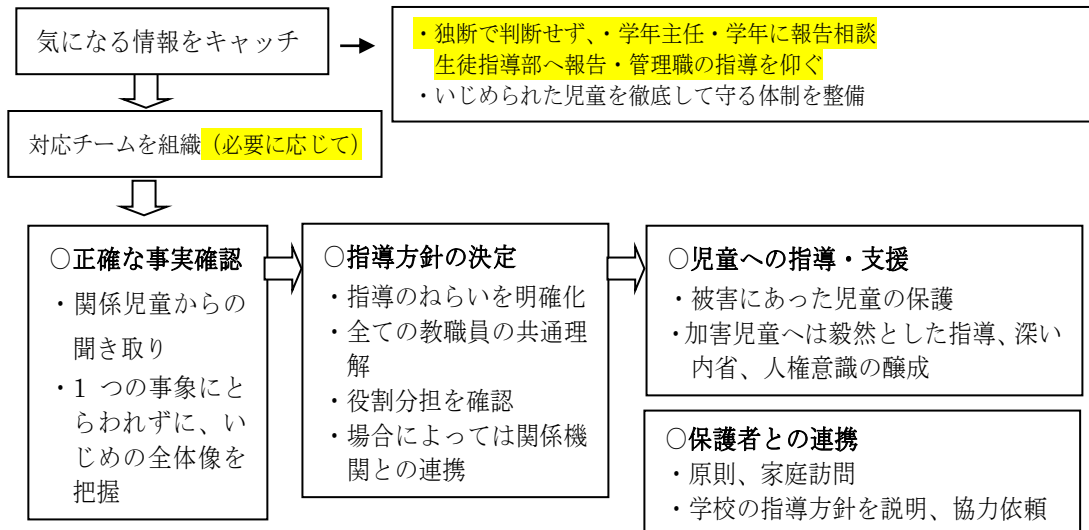 気になる情報をキャッチ
・独断で判断せず、・学年主任・学年に報告相談
生徒指導部へ報告・管理職の指導を仰ぐ
・いじめられた児童を徹底して守る体制を整備
対応チームを組織（必要に応じて）
○正確な事実確認
・関係児童からの
聞き取り
・1 つの事象にと
らわれずに、い
じめの全体像を
把握
○指導方針の決定
・指導のねらいを明確化
・全ての教職員の共通理
解
・役割分担を確認
・場合によっては関係機
関との連携
○児童への指導・支援
・被害にあった児童の保護
・加害児童へは毅然とした指導、深い
内省、人権意識の醸成
○保護者との連携
・原則、家庭訪問
・学校の指導方針を説明、協力依頼